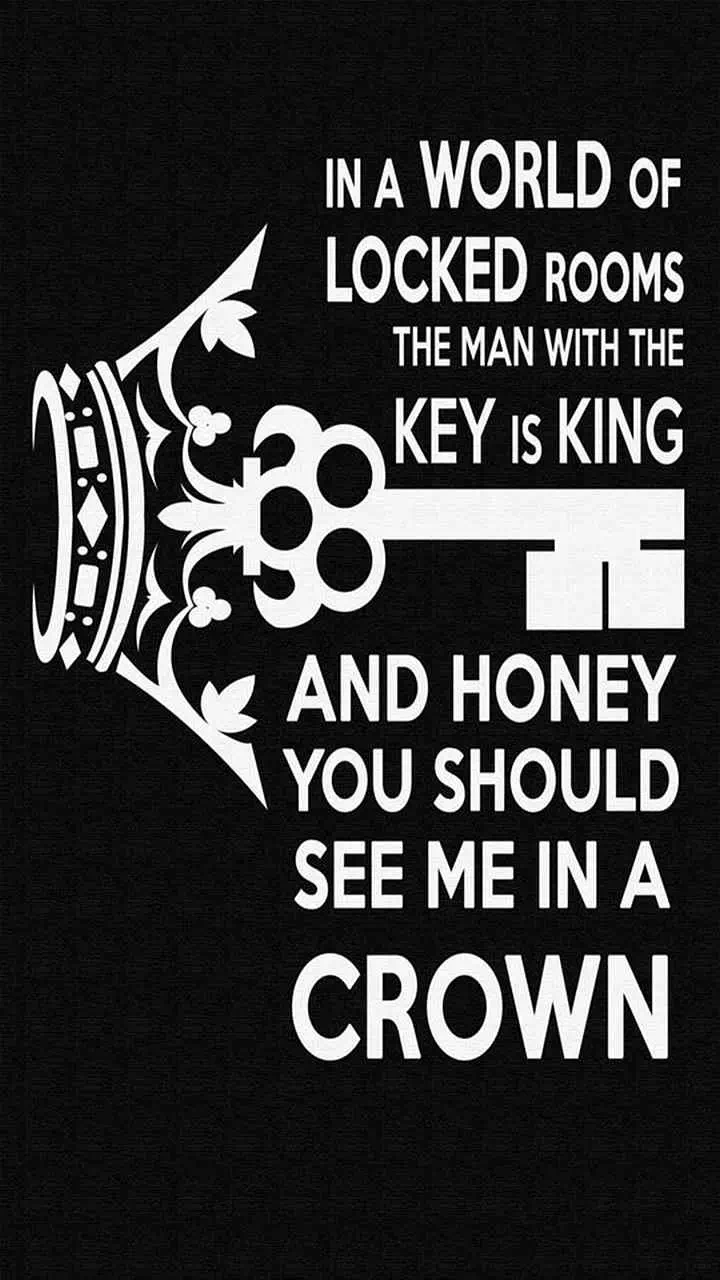 IN A WORLD OF
LOCKED ROOMS
THE MAN WITH THE
KEY IS KING
AND HONEY
YOU SHOULD
SEE ME IN A
CROWN